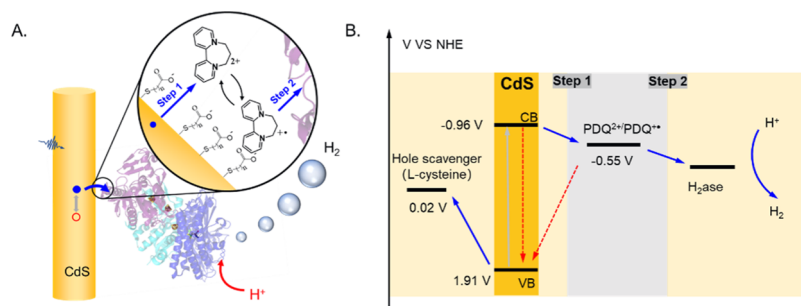 A.
2+
Step 1
Step 2
+•
H₂
O
CdS
H⁺
B.
V VS NHE
CdS
Step 1
Step 2
CB
-0.96 V
PDQ²⁺/PDQ⁺•
-0.55 V
H⁺
Hole scavenger
(L-cysteine)
0.02 V
H₂ase
H₂
1.91 V
VB